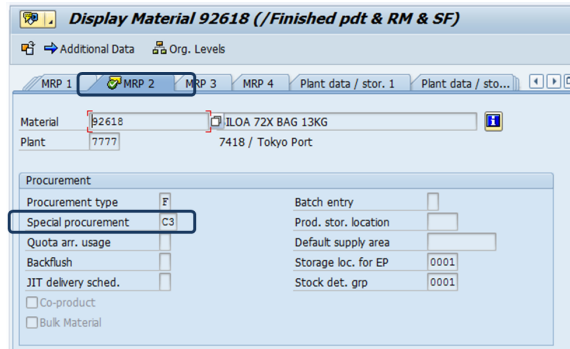 Display Material 92618 (/Finished pdt & RM & SF)
Additional Data Org. Levels
MRP 1 MRP 2 MRP 3 MRP 4 Plant data / stor. 1 Plant data / sto...
Material 92618 ILOA 72X BAG 13KG
Plant 7777 7418 / Tokyo Port
Procurement
Procurement type F Batch entry
Special procurement C3 Prod. stor. location
Quota arr. usage Default supply area
Backflush Storage loc. for EP 0001
JIT delivery sched. Stock det. grp 0001
Co-product
Bulk Material